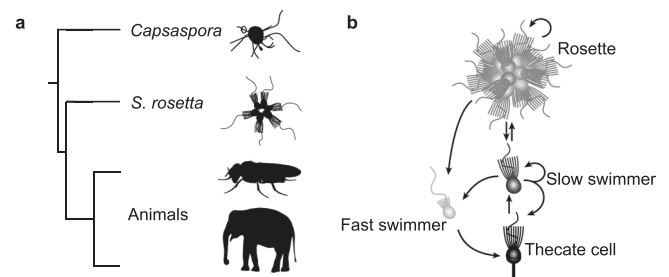 a
Capsaspora
S. rosetta
Animals
b
Rosette
Slow swimmer
Fast swimmer
Thecate cell